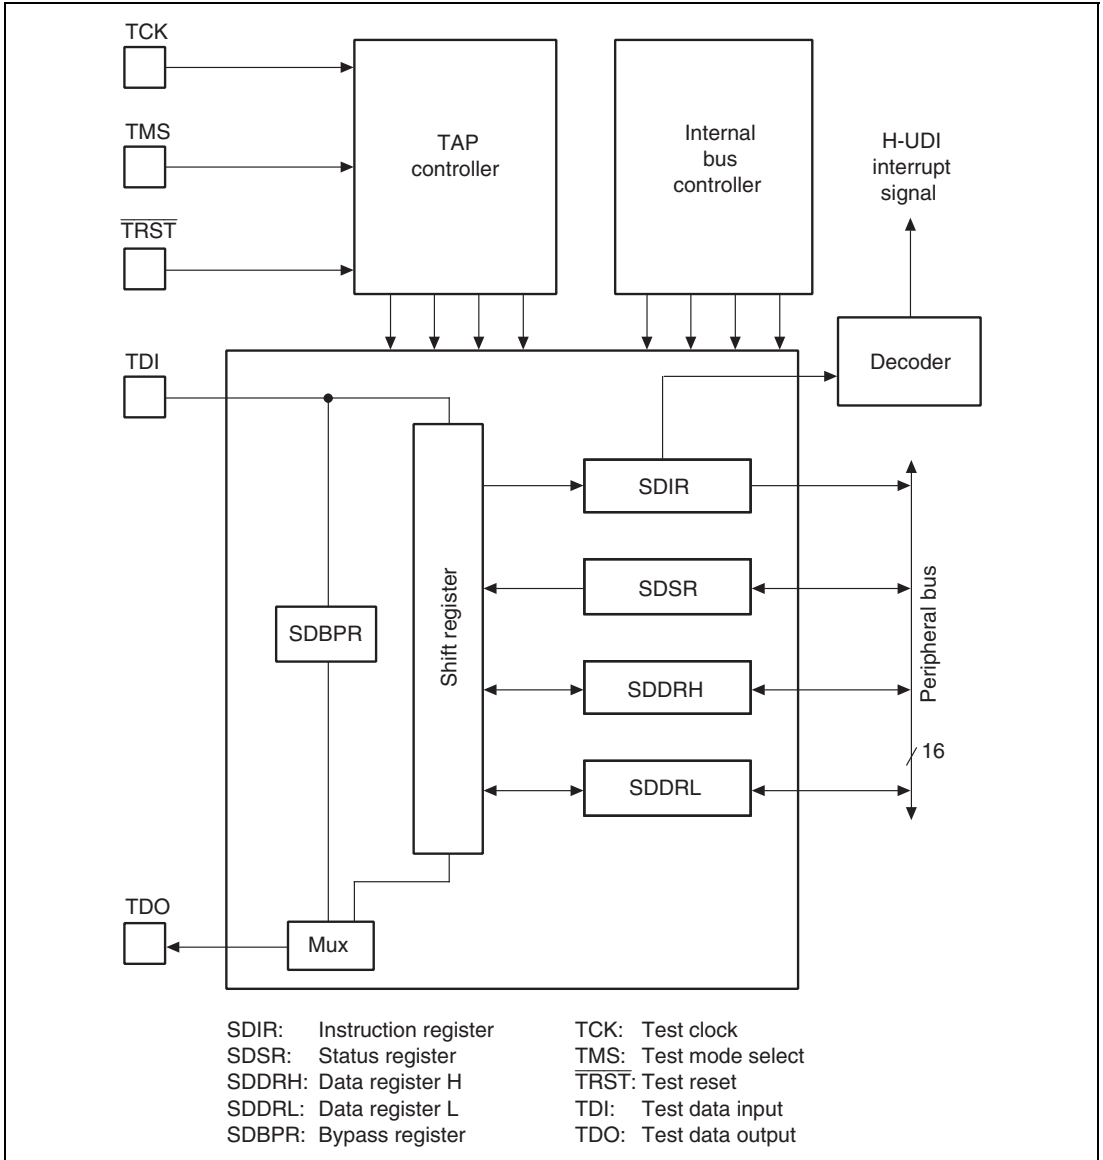 TCK
TMS
TRST
TDI
TDO
TAP
controller
Internal
bus
controller
H-UDI
interrupt
signal
Decoder
Shift register
SDBPR
Mux
SDIR
SDSR
SDDRH
SDDRL
Peripheral bus
16
SDIR: Instruction register
SDSR: Status register
SDDRH: Data register H
SDDRL: Data register L
SDBPR: Bypass register
TCK: Test clock
TMS: Test mode select
TRST: Test reset
TDI: Test data input
TDO: Test data output